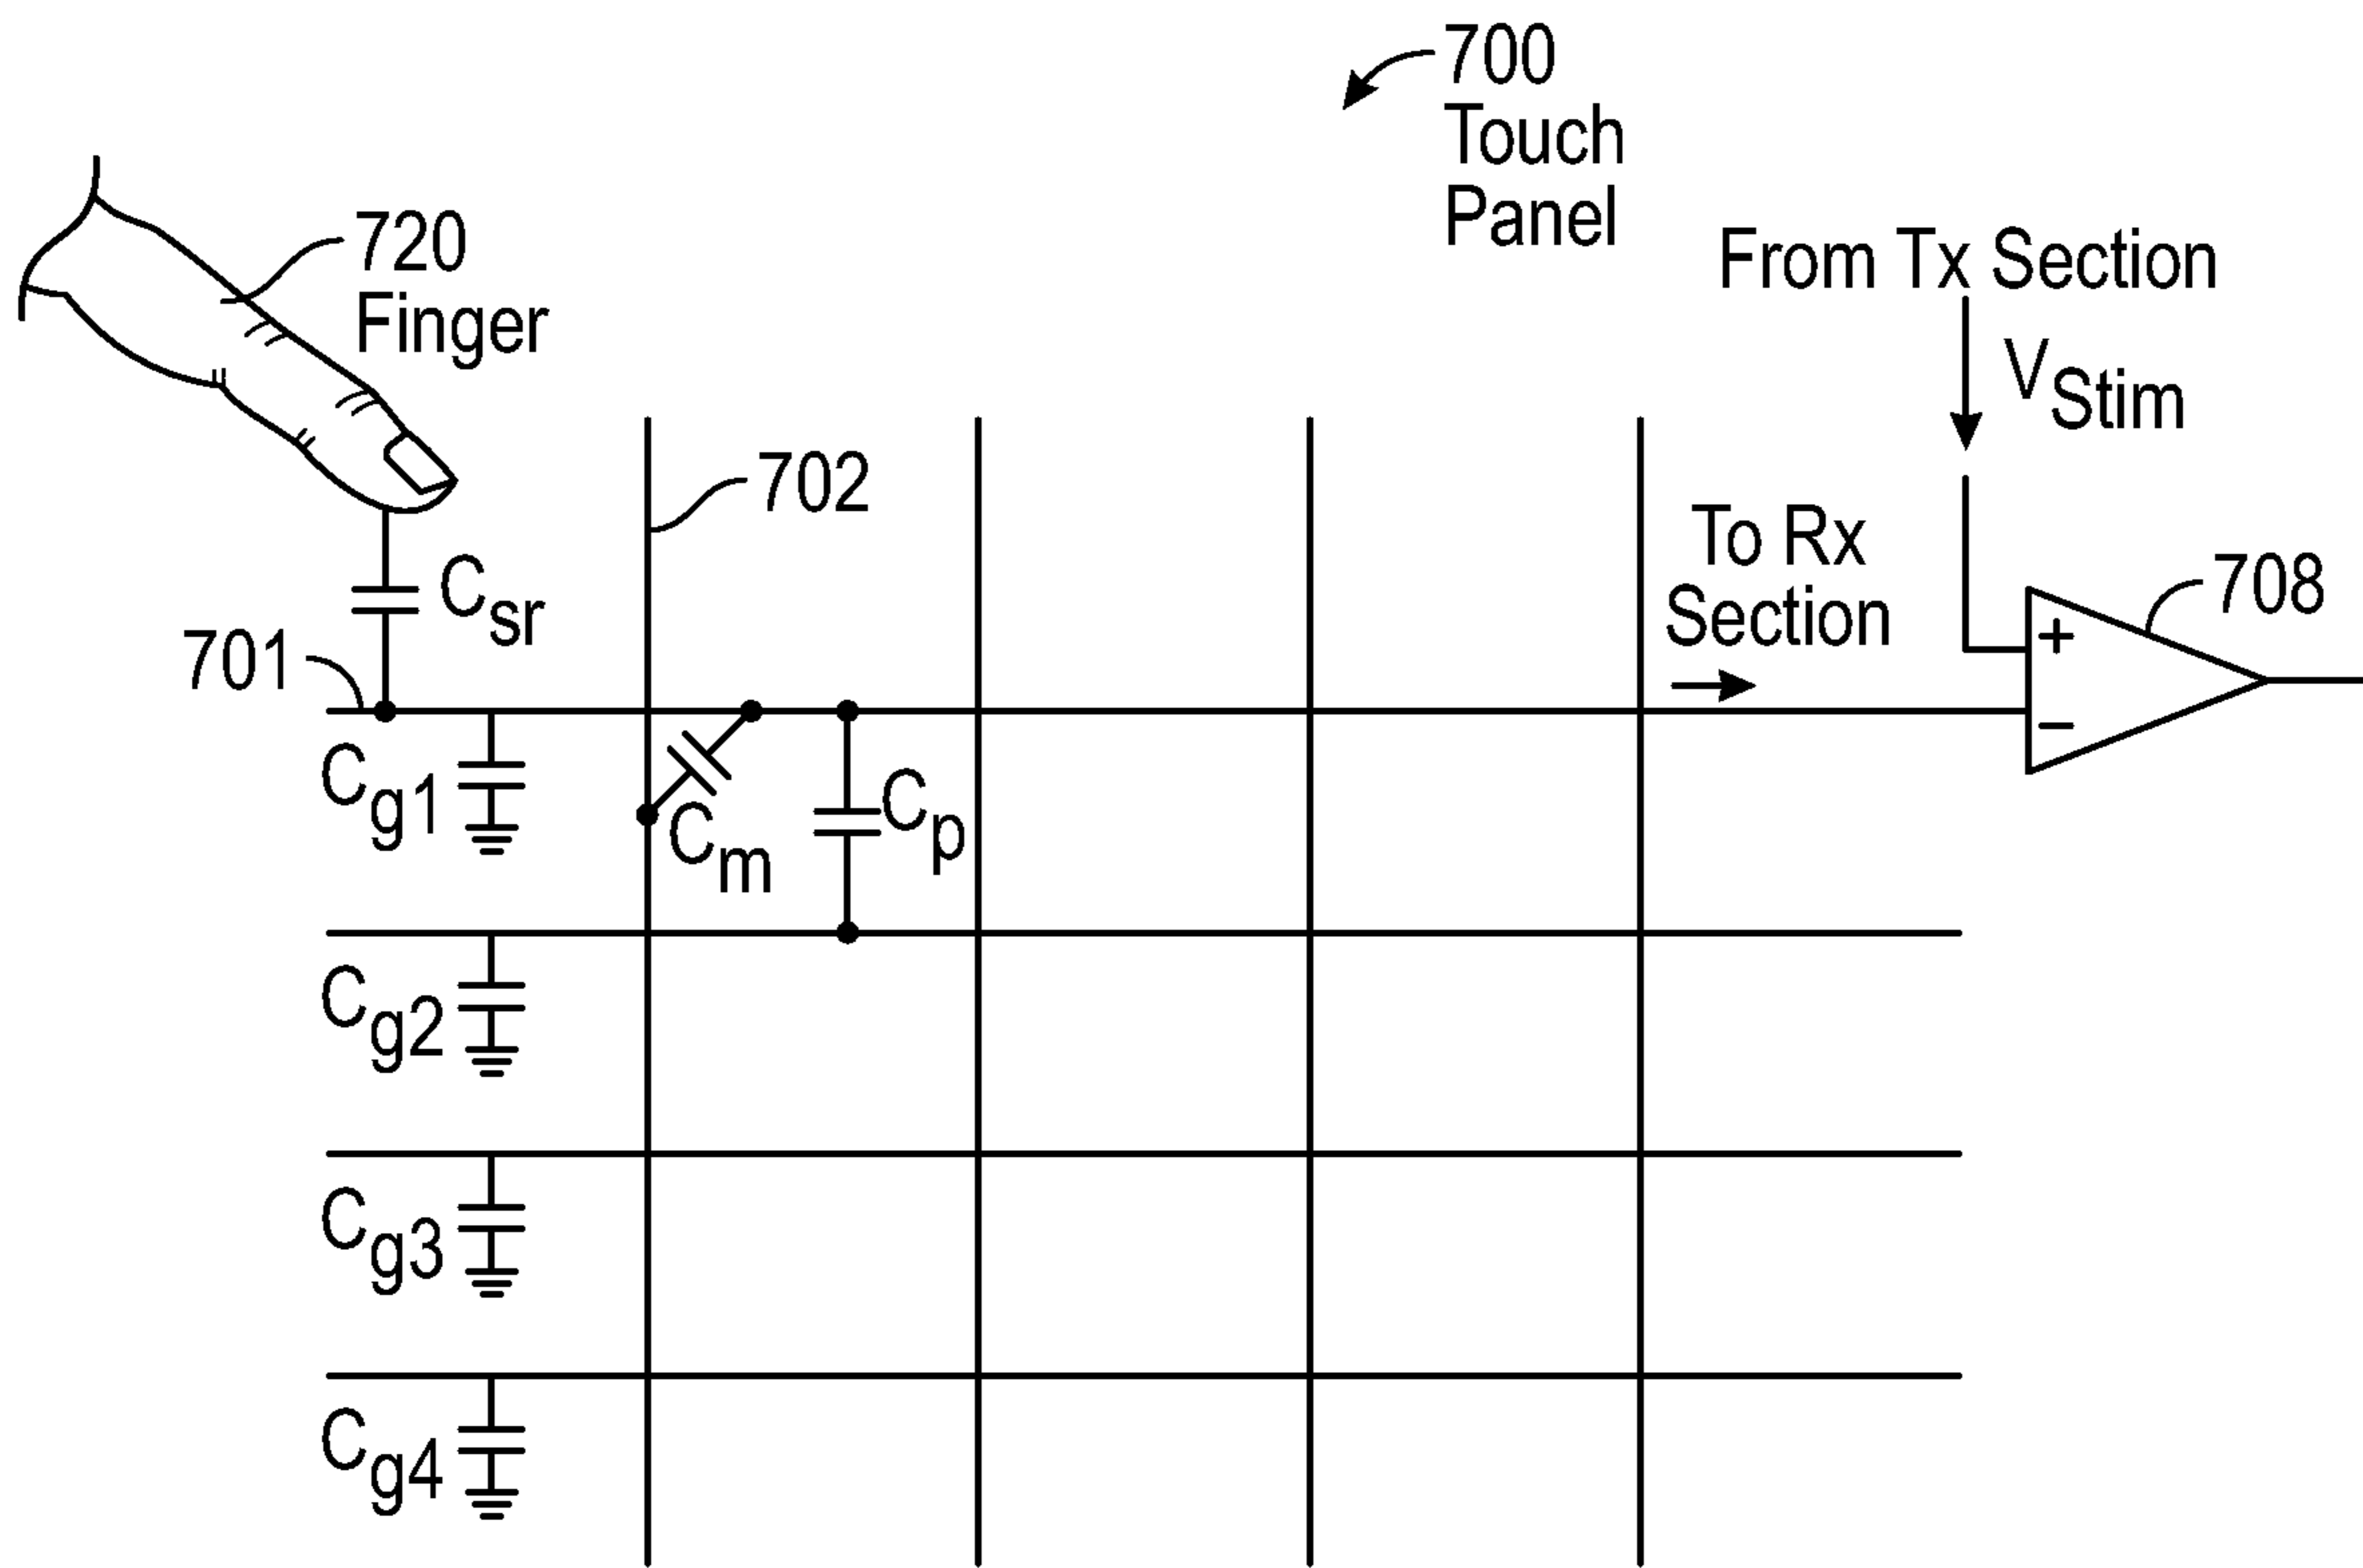 700
Touch
Panel
720
Finger
From Tx Section
VStim
702
To Rx
Section
708
Csr
701
+
−
Cg1
Cm
Cp
Cg2
Cg3
Cg4